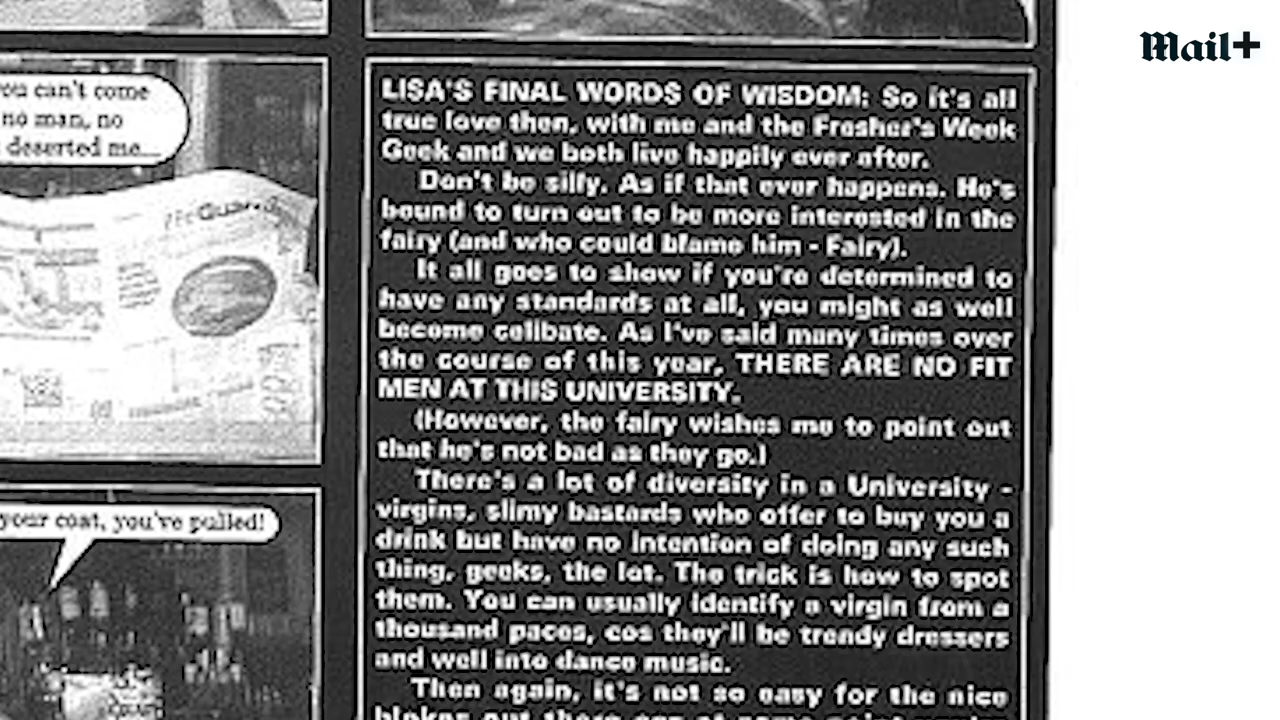 Mail+
you can't come
no man, no
deserted me...
The Guardian
your coat, you've pulled!
LISA'S FINAL WORDS OF WISDOM: So it's all
true love then, with me and the Fresher's Week
Geek and we both live happily ever after.
Don't be silly. As if that ever happens. He's
bound to turn out to be more interested in the
fairy (and who could blame him - Fairy).
It all goes to show if you're determined to
have any standards at all, you might as well
become celibate. As I've said many times over
the course of this year, THERE ARE NO FIT
MEN AT THIS UNIVERSITY.
(However, the fairy wishes me to point out
that he's not bad as they go.)
There's a lot of diversity in a University -
virgins, slimy bastards who offer to buy you a
drink but have no intention of doing any such
thing, geeks, the lot. The trick is how to spot
them. You can usually identify a virgin from a
thousand paces, cos they'll be trendy dressers
and well into dance music.
Then again, it's not so easy for the nice
blokes out there cos at some point